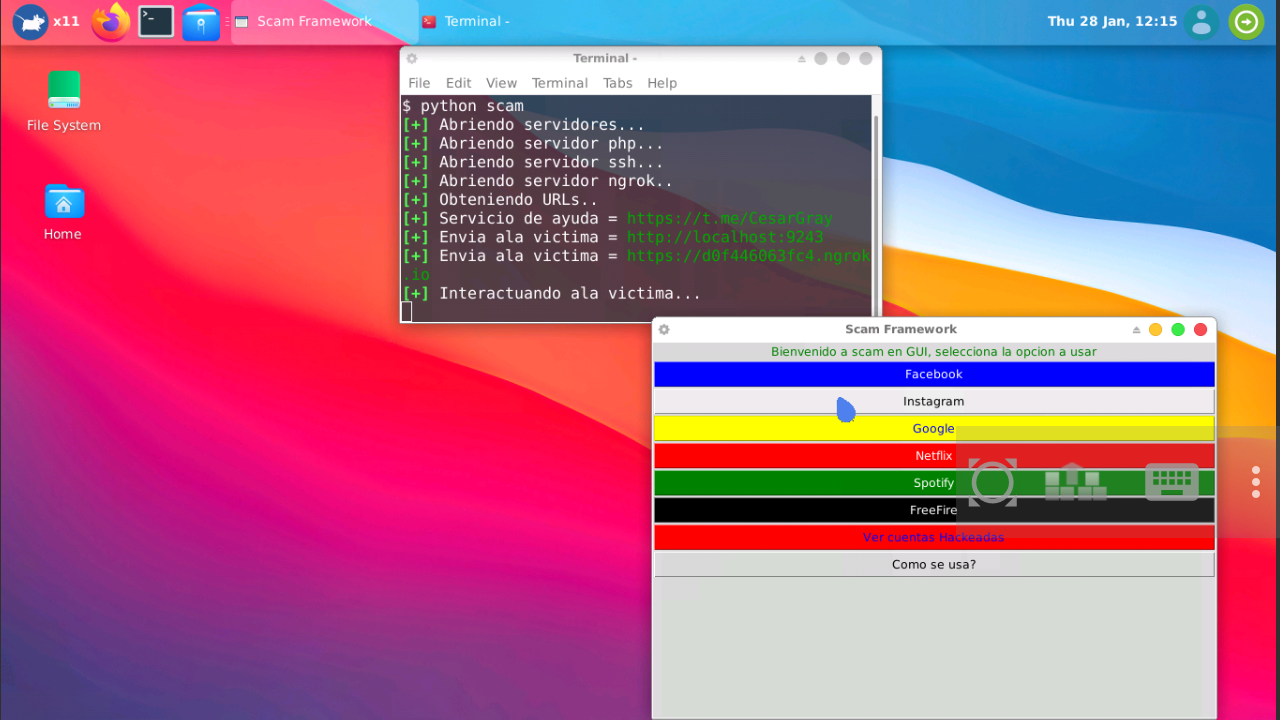 x11
Scam Framework
Terminal -
Thu 28 Jan, 12:15
File System
Home
Terminal -
File Edit View Terminal Tabs Help
$ python scam
[+] Abriendo servidores...
[+] Abriendo servidor php...
[+] Abriendo servidor ssh...
[+] Abriendo servidor ngrok..
[+] Obteniendo URLs..
[+] Servicio de ayuda = https://t.me/CesarGray
[+] Envia ala victima = http://localhost:9243
[+] Envia ala victima = https://d0f446063fc4.ngrok
.io
[+] Interactuando ala victima...
Scam Framework
Bienvenido a scam en GUI, selecciona la opcion a usar
Facebook
Instagram
Google
Netflix
Spotify
FreeFire
Ver cuentas Hackeadas
Como se usa?